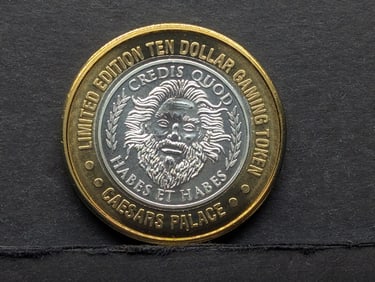 LIMITED EDITION TEN DOLLAR GAMING TOKEN
CAESARS PALACE
CREDIS QUOD
HABES ET HABES